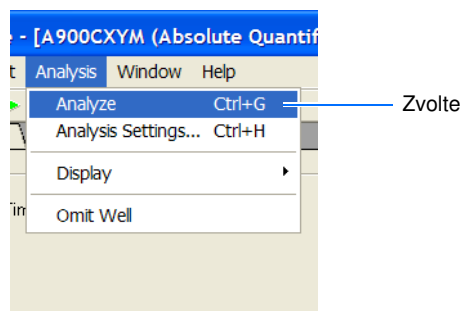 - [A900CXYM (Absolute Quantif
t Analysis Window Help
Analyze Ctrl+G
Zvolte
Analysis Settings... Ctrl+H
Display
Omit Well